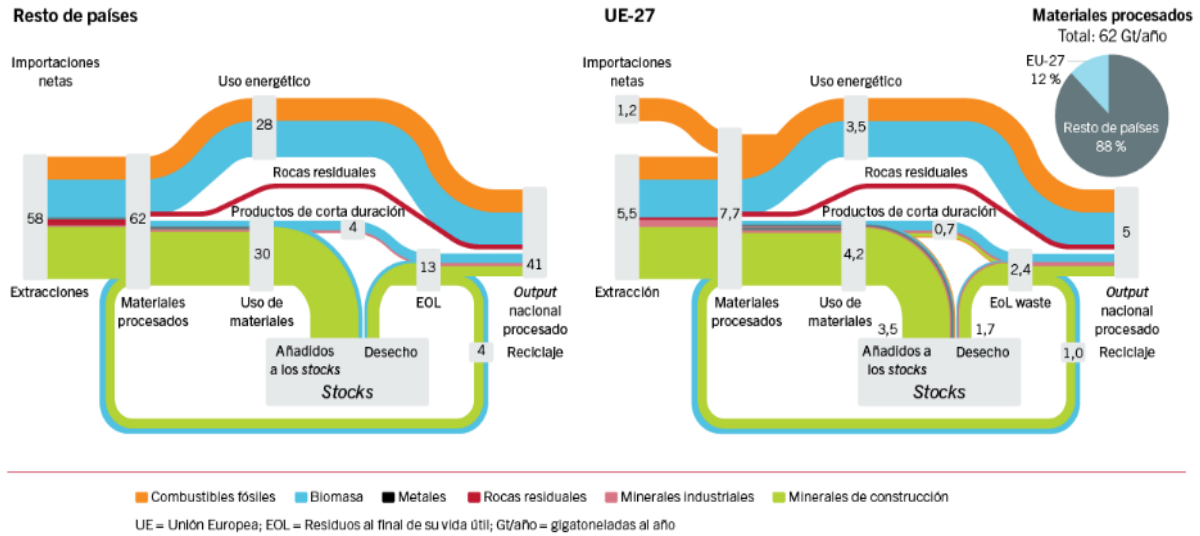 Resto de países
Importaciones
netas
Uso energético
28
Rocas residuales
Productos de corta duración
4
58
62
30
13
41
Extracciones
Materiales
procesados
Uso de
materiales
EOL
Output
nacional
procesado
Añadidos
a los stocks
Desecho
Stocks
4
Reciclaje
UE-27
Importaciones
netas
1,2
Uso energético
3,5
Rocas residuales
Productos de corta duración
0,7
5,5
7,7
4,2
2,4
5
Extracción
Materiales
procesados
Uso de
materiales
EoL waste
Output
nacional
procesado
3,5
1,7
Añadidos a
los stocks
Desecho
Stocks
1,0
Reciclaje
Materiales procesados
Total: 62 Gt/año
EU-27
12 %
Resto de países
88 %
Combustibles fósiles
Biomasa
Metales
Rocas residuales
Minerales industriales
Minerales de construcción
UE = Unión Europea; EOL = Residuos al final de su vida útil; Gt/año = gigatoneladas al año